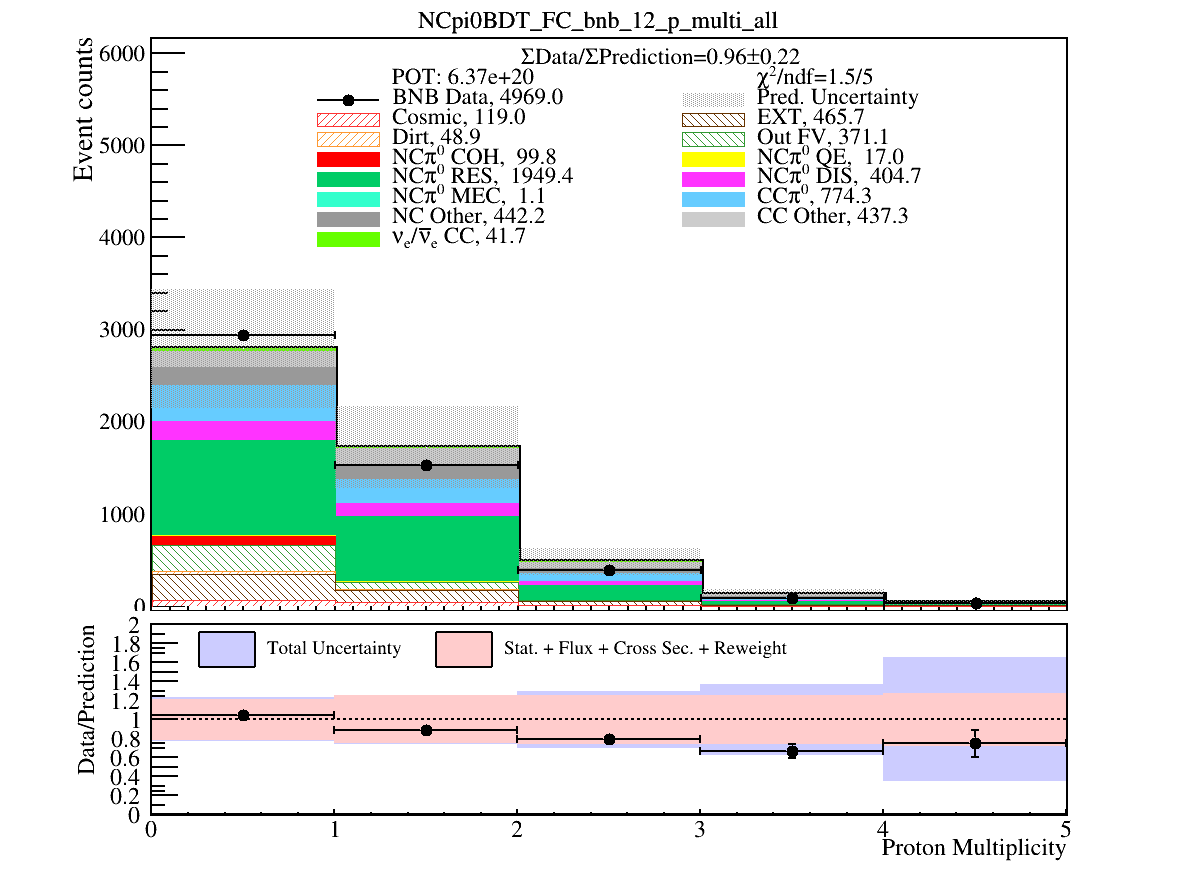 NCpi0BDT_FC_bnb_12_p_multi_all
ΣData/ΣPrediction=0.96±0.22
POT: 6.37e+20
χ²/ndf=1.5/5
BNB Data, 4969.0
Pred. Uncertainty
Cosmic, 119.0
EXT, 465.7
Dirt, 48.9
Out FV, 371.1
NCπ⁰ COH, 99.8
NCπ⁰ QE, 17.0
NCπ⁰ RES, 1949.4
NCπ⁰ DIS, 404.7
NCπ⁰ MEC, 1.1
CCπ⁰, 774.3
NC Other, 442.2
CC Other, 437.3
νₑ/ν̅ₑ CC, 41.7
Event counts
6000
5000
4000
3000
2000
1000
0
Total Uncertainty
Stat. + Flux + Cross Sec. + Reweight
Data/Prediction
2
1.8
1.6
1.4
1.2
1
0.8
0.6
0.4
0.2
0
0 1 2 3 4 5
Proton Multiplicity